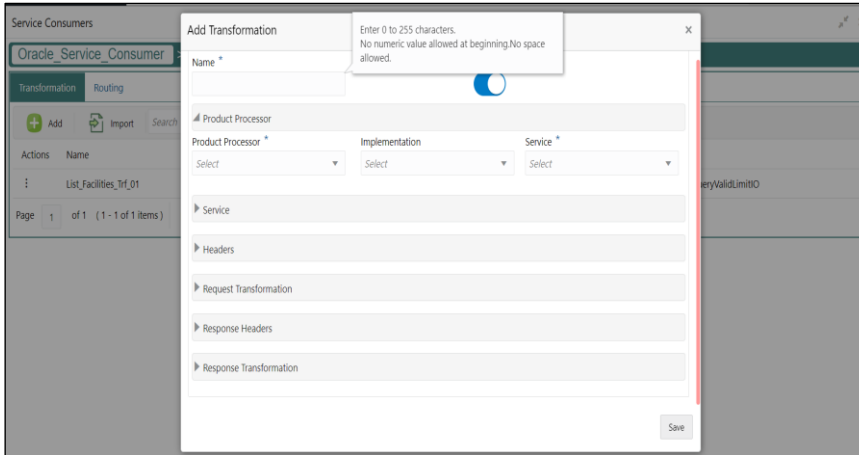 Service Consumers
Oracle_Service_Consumer >
Transformation Routing
Add Import Search
Actions Name
List_Facilities_Trf_01
eryValidLimitIO
Page 1 of 1 ( 1 - 1 of 1 items )
Add Transformation
X
Enter 0 to 255 characters.
No numeric value allowed at beginning.No space
allowed.
Name *
Product Processor
Product Processor * Implementation Service *
Select Select Select
Service
Headers
Request Transformation
Response Headers
Response Transformation
Save